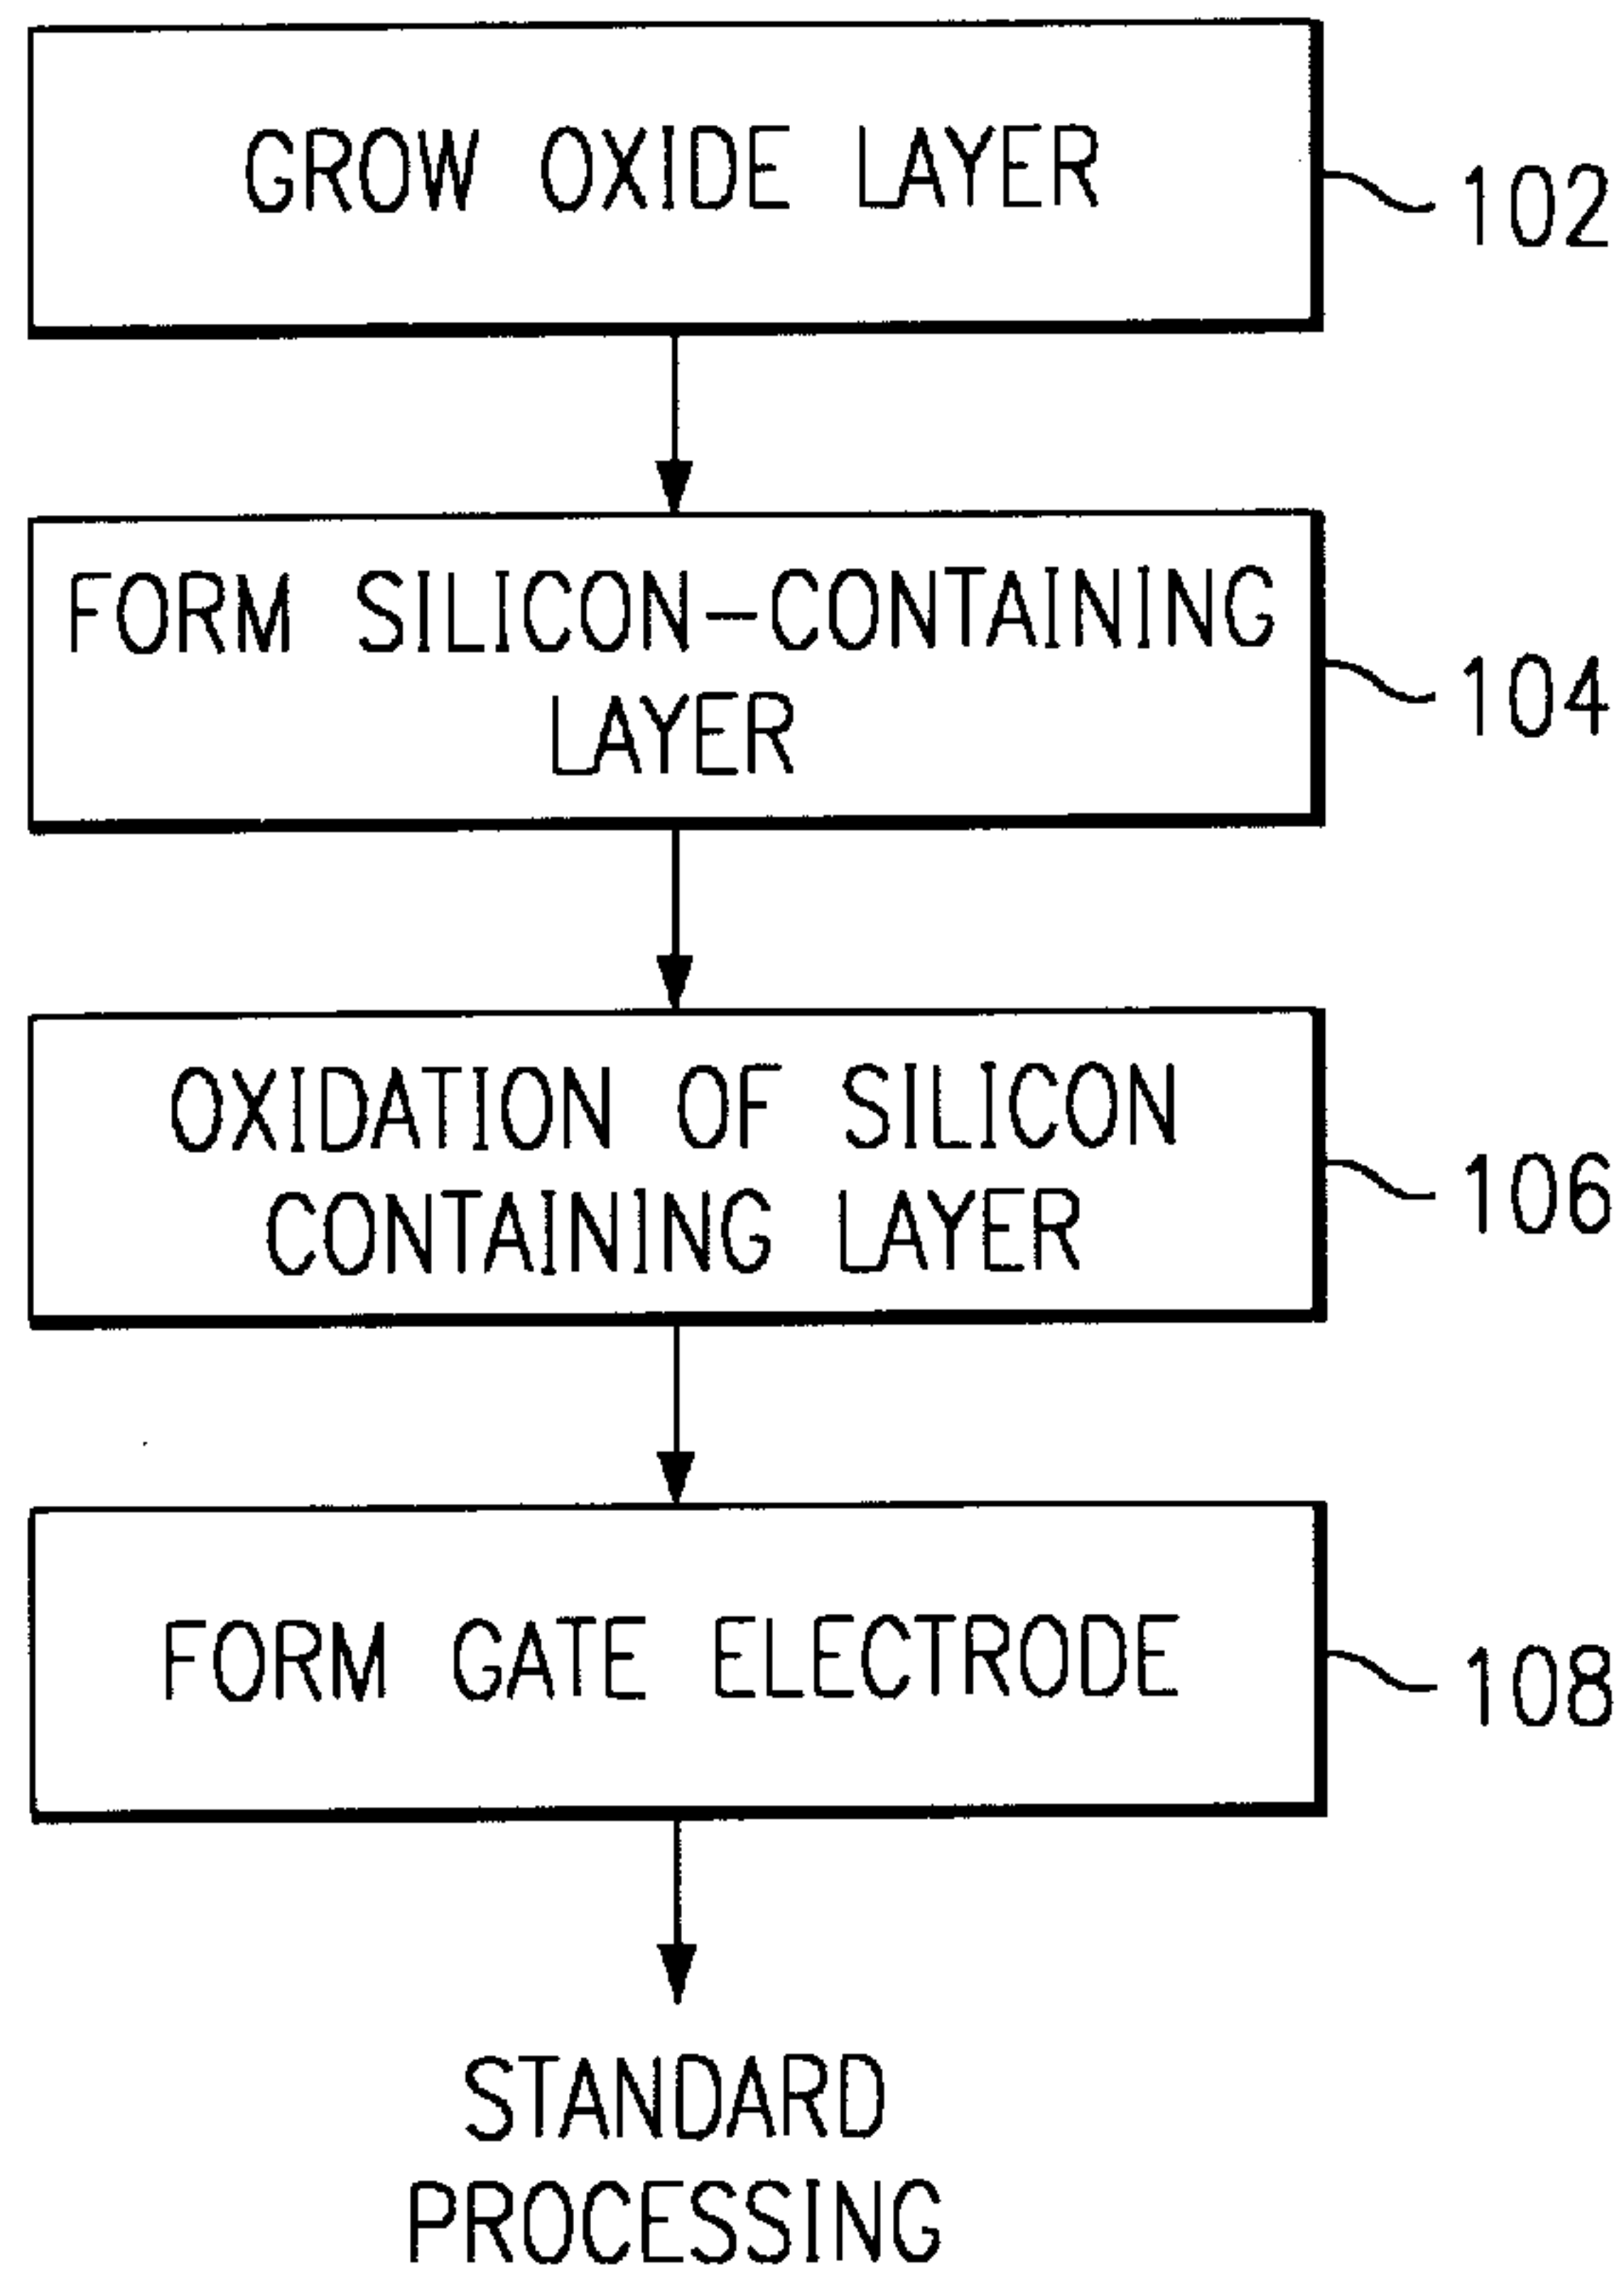 GROW OXIDE LAYER
102
FORM SILICON-CONTAINING
LAYER
104
OXIDATION OF SILICON
CONTAINING LAYER
106
FORM GATE ELECTRODE
108
STANDARD
PROCESSING